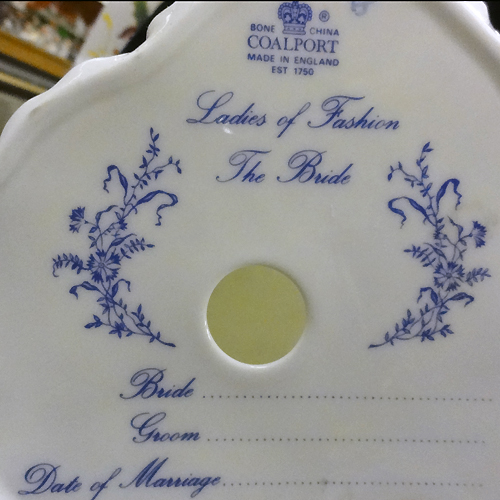 BONE CHINA ®
COALPORT
MADE IN ENGLAND
EST 1750
Ladies of Fashion
The Bride
Bride
Groom
Date of Marriage